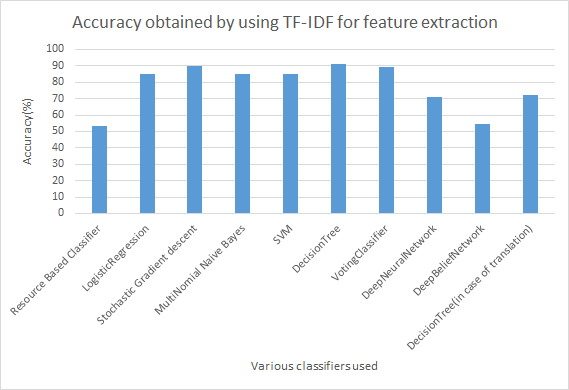 Accuracy obtained by using TF-IDF for feature extraction
100
90
80
70
60
50
40
30
20
10
0
Accuracy(%)
Resource Based Classifier
LogisticRegression
Stochastic Gradient descent
MultiNomial Naive Bayes
SVM
DecisionTree
VotingClassifier
DeepNeuralNetwork
DeepBeliefNetwork
DecisionTree(in case of translation)
Various classifiers used